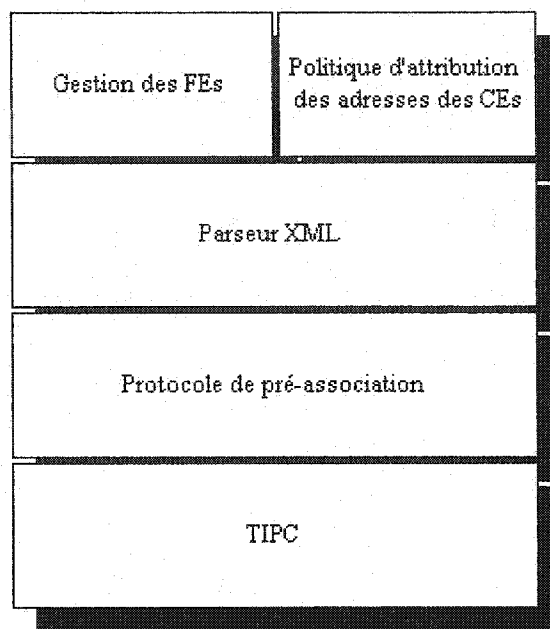 Gestion des FEs
Politique d'attribution
des adresses des CEs
Parseur XML
Protocole de pré-association
TIPC